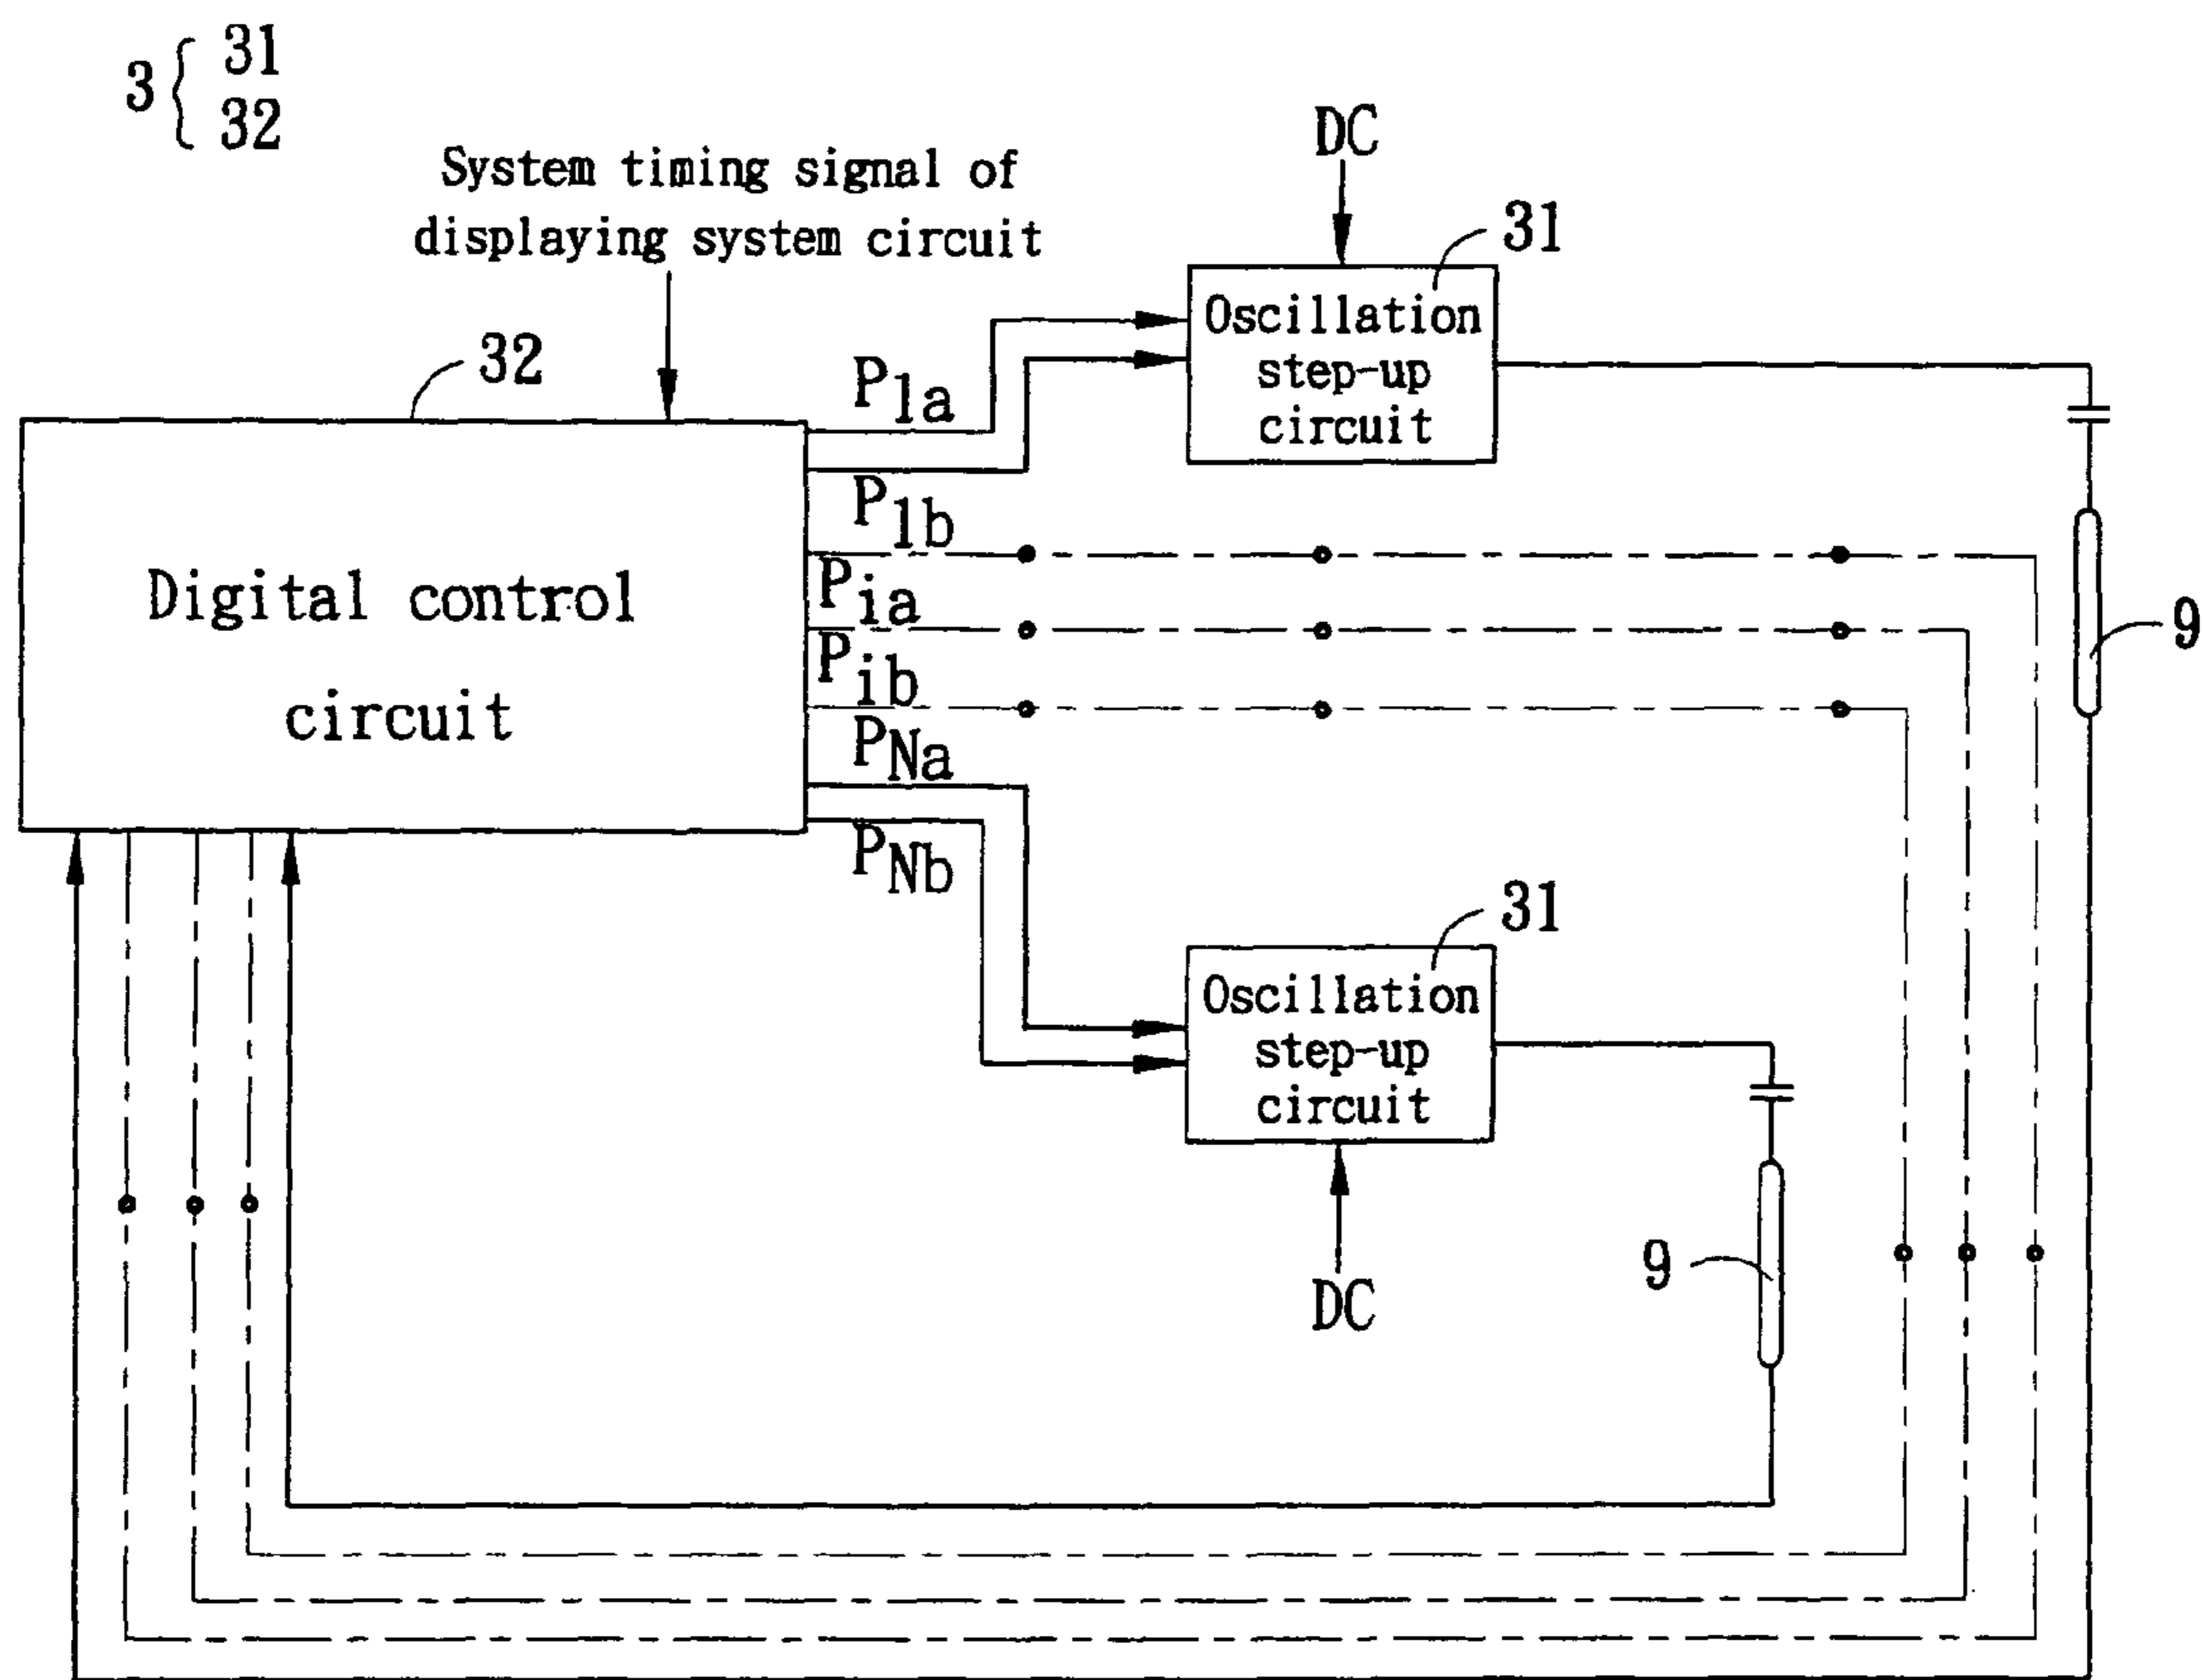 3
31
32
System timing signal of
displaying system circuit
DC
31
Oscillation
step-up
circuit
32
P1a
P1b
Pia
Pib
PNa
PNb
Digital control
circuit
9
31
Oscillation
step-up
circuit
9
DC